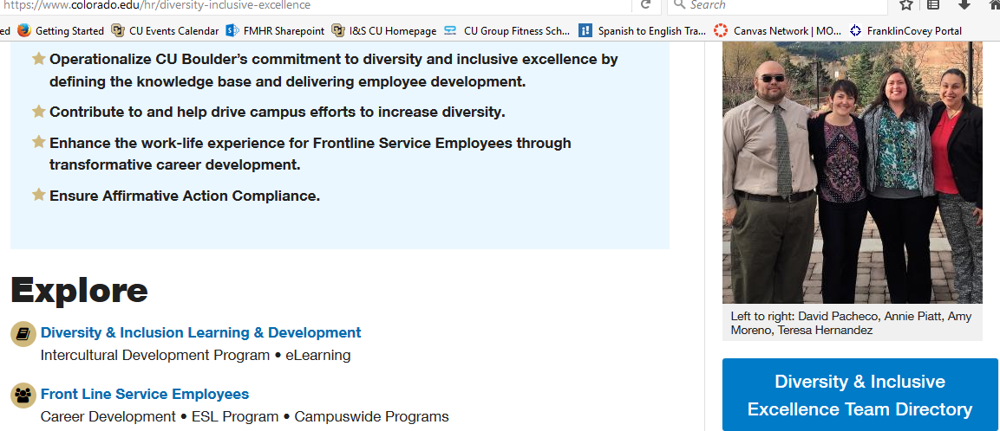 https://www.colorado.edu/hr/diversity-inclusive-excellence
Search
ed Getting Started CU Events Calendar FMHR Sharepoint I&S CU Homepage CU Group Fitness Sch... Spanish to English Tra... Canvas Network | MO... FranklinCovey Portal
Operationalize CU Boulder's commitment to diversity and inclusive excellence by
defining the knowledge base and delivering employee development.
Contribute to and help drive campus efforts to increase diversity.
Enhance the work-life experience for Frontline Service Employees through
transformative career development.
Ensure Affirmative Action Compliance.
Explore
Diversity & Inclusion Learning & Development
Intercultural Development Program • eLearning
Front Line Service Employees
Career Development • ESL Program • Campuswide Programs
Left to right: David Pacheco, Annie Piatt, Amy
Moreno, Teresa Hernandez
Diversity & Inclusive
Excellence Team Directory